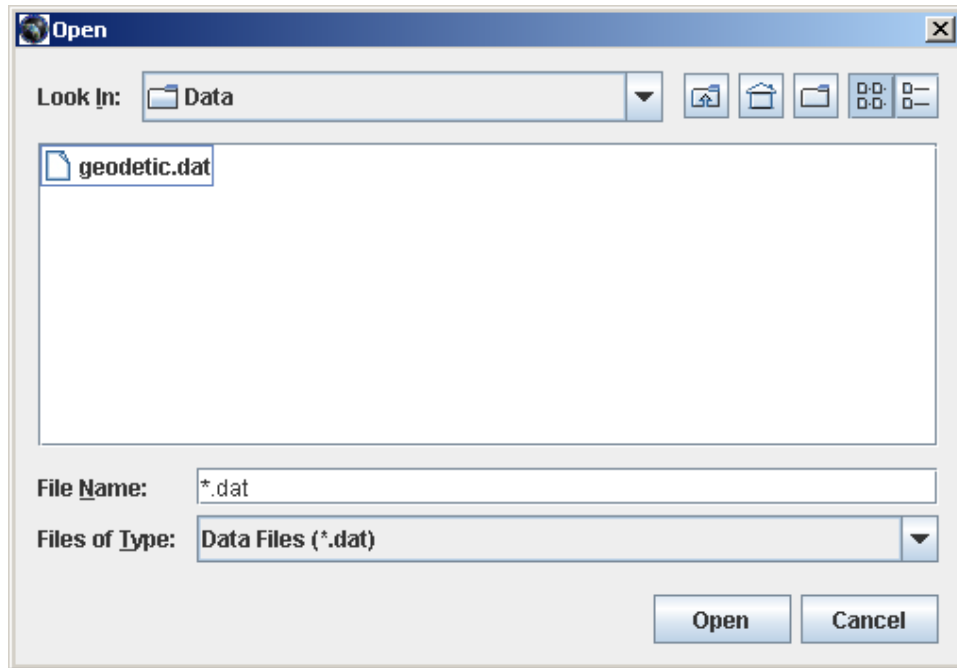 Open
Look In: Data
geodetic.dat
File Name: *.dat
Files of Type: Data Files (*.dat)
Open Cancel